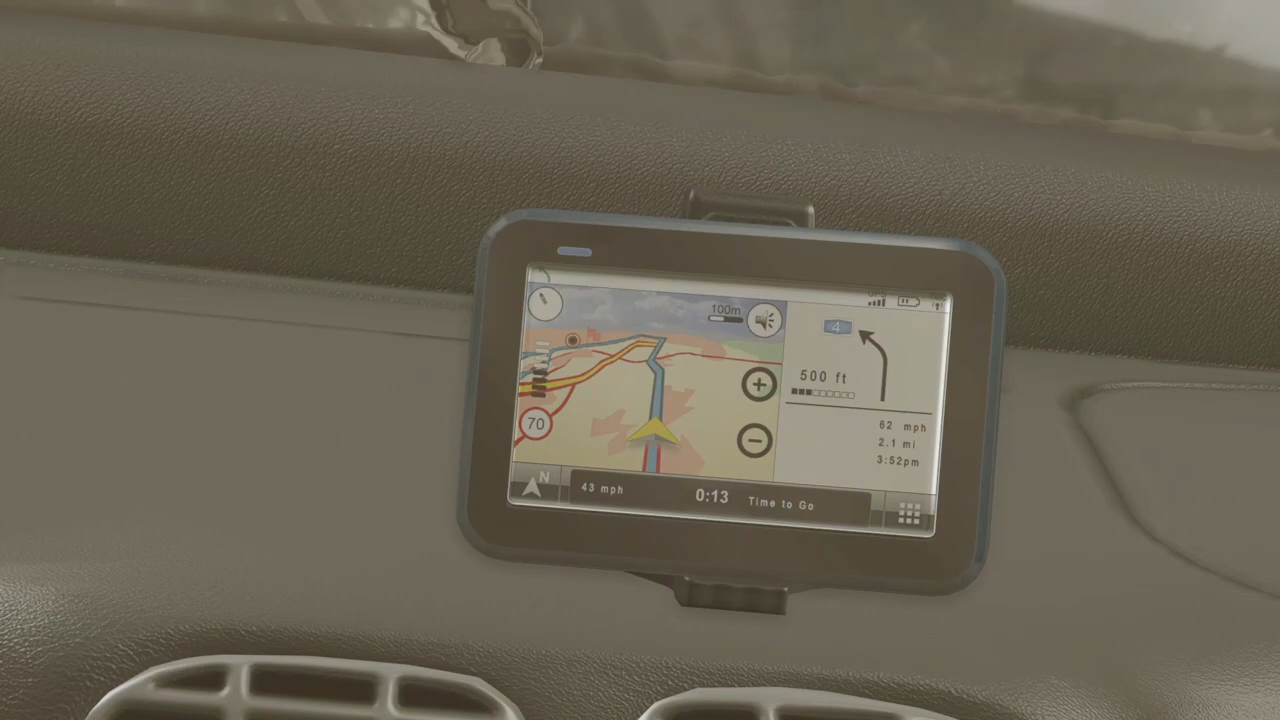 100m
4
500 ft
70
62 mph
2.1 mi
3:52pm
N
43 mph
0:13 Time to Go